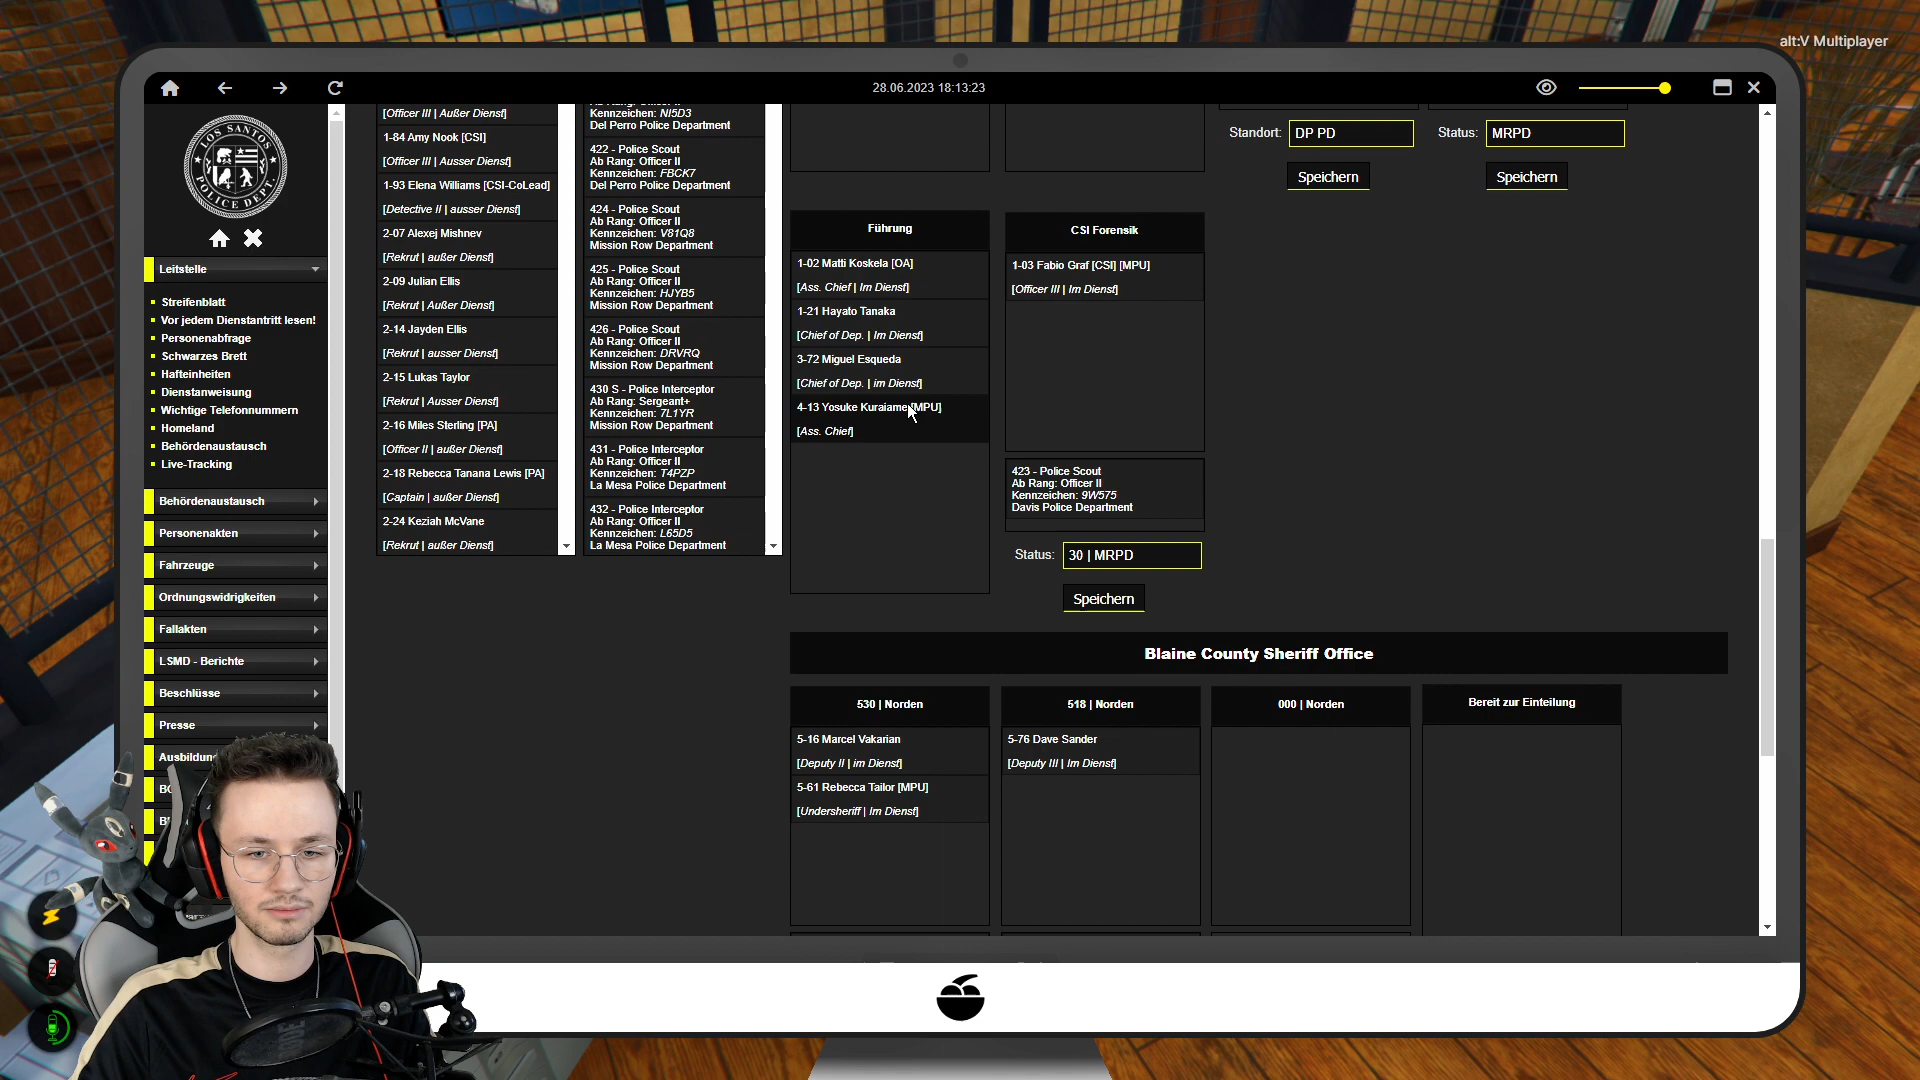 alt:V Multiplayer
28.06.2023 18:13:23
LOS SANTOS
POLICE DEPT.
Leitstelle
Streifenblatt
Vor jedem Dienstantritt lesen!
Personenabfrage
Schwarzes Brett
Hafteinheiten
Dienstanweisung
Wichtige Telefonnummern
Homeland
Behördenaustausch
Live-Tracking
Behördenaustausch
Personenakten
Fahrzeuge
Ordnungswidrigkeiten
Fallakten
LSMD - Berichte
Beschlüsse
Presse
[Officer III | Außer Dienst]
1-84 Amy Nook [CSI]
[Officer III | Ausser Dienst]
1-93 Elena Williams [CSI-CoLead]
[Detective II | ausser Dienst]
2-07 Alexej Mishnev
[Rekrut | außer Dienst]
2-09 Julian Ellis
[Rekrut | Außer Dienst]
2-14 Jayden Ellis
[Rekrut | ausser Dienst]
2-15 Lukas Taylor
[Rekrut | Ausser Dienst]
2-16 Miles Sterling [PA]
[Officer II | außer Dienst]
2-18 Rebecca Tanana Lewis [PA]
[Captain | außer Dienst]
2-24 Keziah McVane
[Rekrut | außer Dienst]
Kennzeichen: NI5D3
Del Perro Police Department
422 - Police Scout
Ab Rang: Officer II
Kennzeichen: FBCK7
Del Perro Police Department
424 - Police Scout
Ab Rang: Officer II
Kennzeichen: V81Q8
Mission Row Department
425 - Police Scout
Ab Rang: Officer II
Kennzeichen: HJYB5
Mission Row Department
426 - Police Scout
Ab Rang: Officer II
Kennzeichen: DRVRQ
Mission Row Department
430 S - Police Interceptor
Ab Rang: Sergeant+
Kennzeichen: 7L1YR
Mission Row Department
431 - Police Interceptor
Ab Rang: Officer II
Kennzeichen: T4PZP
La Mesa Police Department
432 - Police Interceptor
Ab Rang: Officer II
Kennzeichen: L65D5
La Mesa Police Department
Standort: DP PD
Speichern
Status: MRPD
Speichern
Führung
1-02 Matti Koskela [OA]
[Ass. Chief | Im Dienst]
1-21 Hayato Tanaka
[Chief of Dep. | Im Dienst]
3-72 Miguel Esqueda
[Chief of Dep. | im Dienst]
4-13 Yosuke Kuraiame [MPU]
[Ass. Chief]
CSI Forensik
1-03 Fabio Graf [CSI] [MPU]
[Officer III | Im Dienst]
423 - Police Scout
Ab Rang: Officer II
Kennzeichen: 9W575
Davis Police Department
Status: 30 | MRPD
Speichern
Blaine County Sheriff Office
530 | Norden
5-16 Marcel Vakarian
[Deputy II | im Dienst]
5-61 Rebecca Tailor [MPU]
[Undersheriff | Im Dienst]
518 | Norden
5-76 Dave Sander
[Deputy III | Im Dienst]
000 | Norden
Bereit zur Einteilung